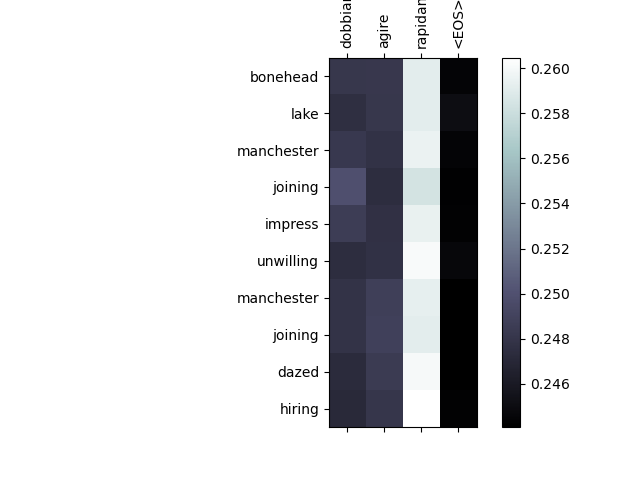 agire
<EOS>
bonehead
lake
manchester
joining
impress
unwilling
manchester
joining
dazed
hiring
0.260
0.258
0.256
0.254
0.252
0.250
0.248
0.246